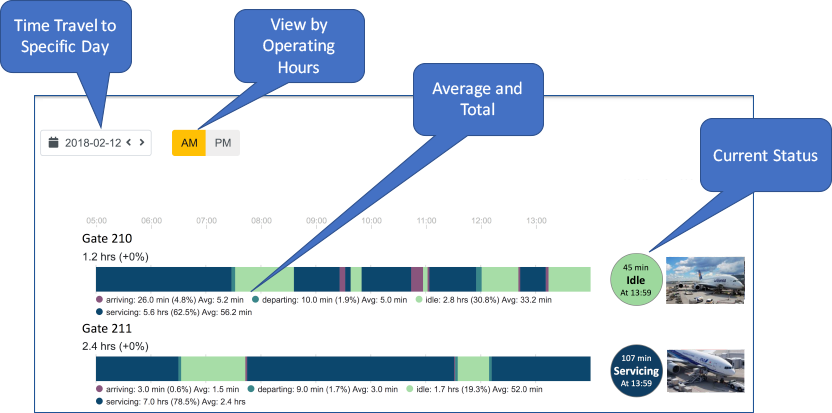 Time Travel to
Specific Day
View by
Operating
Hours
Average and
Total
Current Status
2018-02-12
AM PM
05:00 06:00 07:00 08:00 09:00 10:00 11:00 12:00 13:00
Gate 210
1.2 hrs (+0%)
45 min
Idle
At 13:59
arriving: 26.0 min (4.8%) Avg: 5.2 min departing: 10.0 min (1.9%) Avg: 5.0 min idle: 2.8 hrs (30.8%) Avg: 33.2 min
servicing: 5.6 hrs (62.5%) Avg: 56.2 min
Gate 211
2.4 hrs (+0%)
107 min
Servicing
At 13:59
arriving: 3.0 min (0.6%) Avg: 1.5 min departing: 9.0 min (1.7%) Avg: 3.0 min idle: 1.7 hrs (19.3%) Avg: 52.0 min
servicing: 7.0 hrs (78.5%) Avg: 2.4 hrs